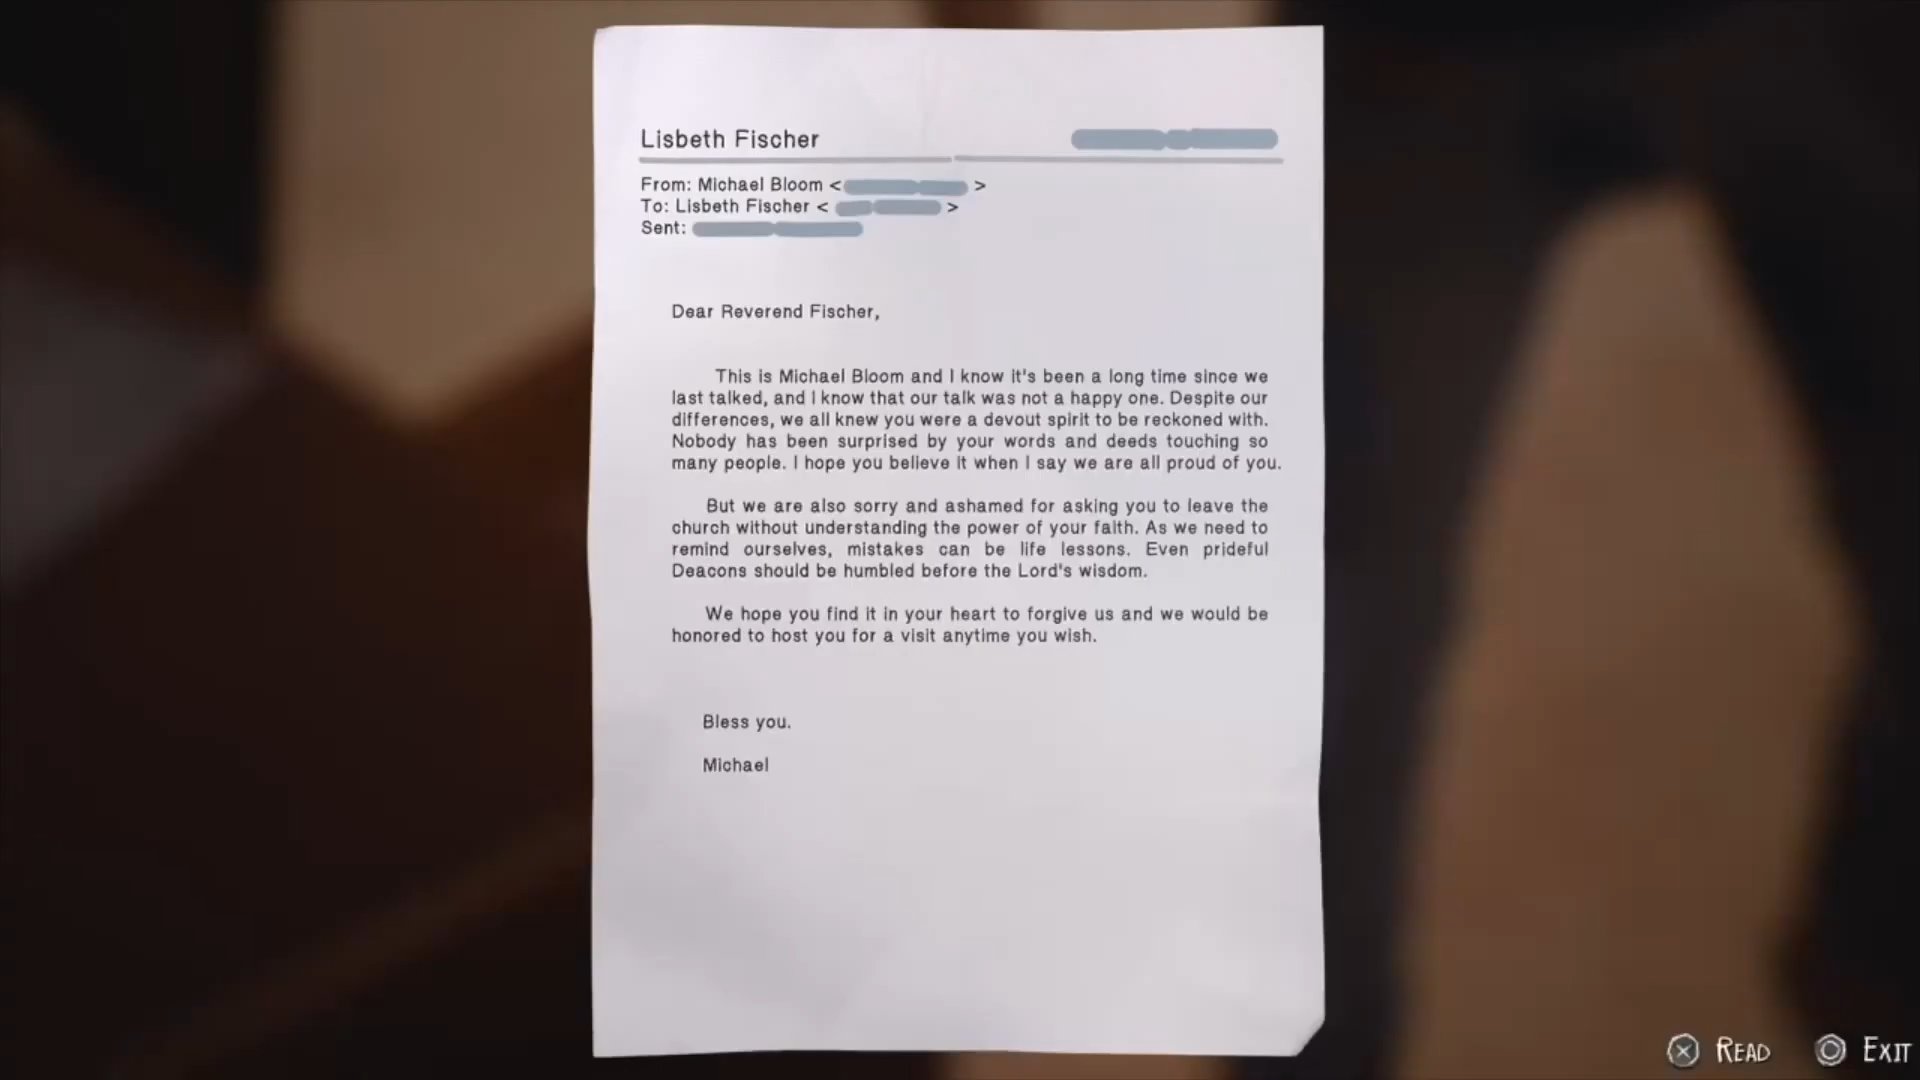 Lisbeth Fischer
From: Michael Bloom < >
To: Lisbeth Fischer < >
Sent:
Dear Reverend Fischer,
This is Michael Bloom and I know it's been a long time since we
last talked, and I know that our talk was not a happy one. Despite our
differences, we all knew you were a devout spirit to be reckoned with.
Nobody has been surprised by your words and deeds touching so
many people. I hope you believe it when I say we are all proud of you.
But we are also sorry and ashamed for asking you to leave the
church without understanding the power of your faith. As we need to
remind ourselves, mistakes can be life lessons. Even prideful
Deacons should be humbled before the Lord's wisdom.
We hope you find it in your heart to forgive us and we would be
honored to host you for a visit anytime you wish.
Bless you.
Michael
READ EXIT